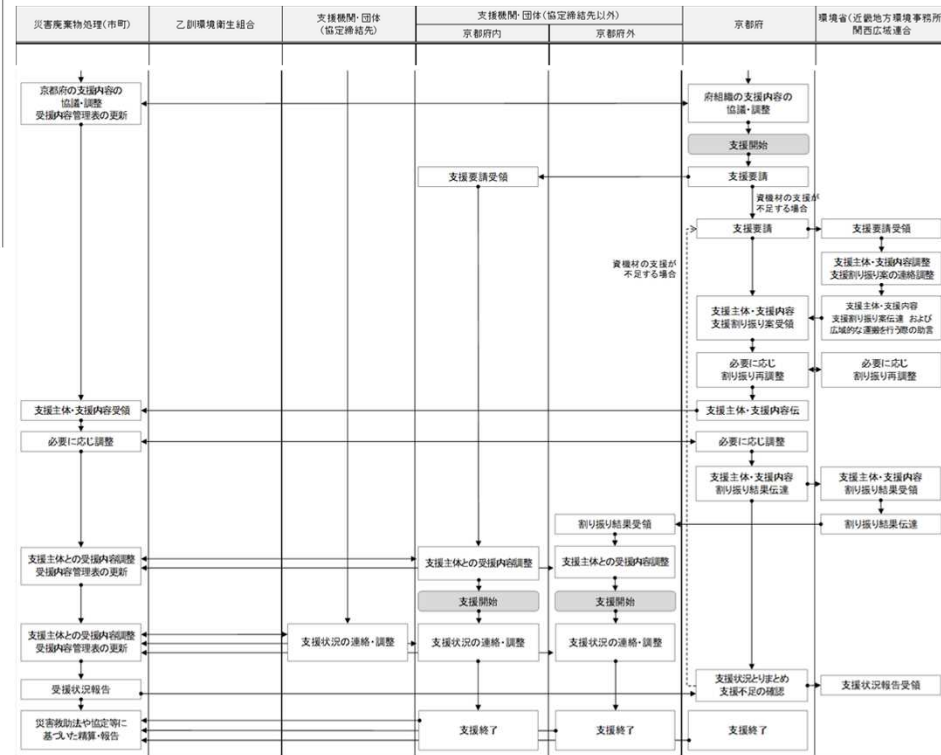 災害廃棄物処理(市町)
乙訓環境衛生組合
支援機関・団体
(協定締結先)
支援機関・団体(協定締結先以外)
京都府内
京都府外
京都府
環境省(近畿地方環境事務所
関西広域連合
京都府の支援内容の
協議・調整
受援内容管理表の更新
府組織の支援内容の
協議・調整
支援開始
支援要請受領
支援要請
資機材の支援が
不足する場合
支援要請
支援要請受領
資機材の支援が
不足する場合
支援主体・支援内容調整
支援割り振り案の連絡調整
支援主体・支援内容
支援割り振り案受領
支援主体・支援内容
支援割り振り案伝達 および
広域的な運搬を行う際の助言
必要に応じ
割り振り再調整
必要に応じ
割り振り再調整
支援主体・支援内容受領
支援主体・支援内容伝
必要に応じ調整
必要に応じ調整
支援主体・支援内容
割り振り結果伝達
支援主体・支援内容
割り振り結果受領
割り振り結果受領
割り振り結果伝達
支援主体との受援内容調整
受援内容管理表の更新
支援主体との受援内容調整
支援主体との受援内容調整
支援開始
支援開始
支援主体との受援内容調整
受援内容管理表の更新
支援状況の連絡・調整
支援状況の連絡・調整
支援状況の連絡・調整
受援状況報告
支援状況とりまとめ
支援不足の確認
支援状況報告受領
災害救助法や協定等に
基づいた精算・報告
支援終了
支援終了
支援終了